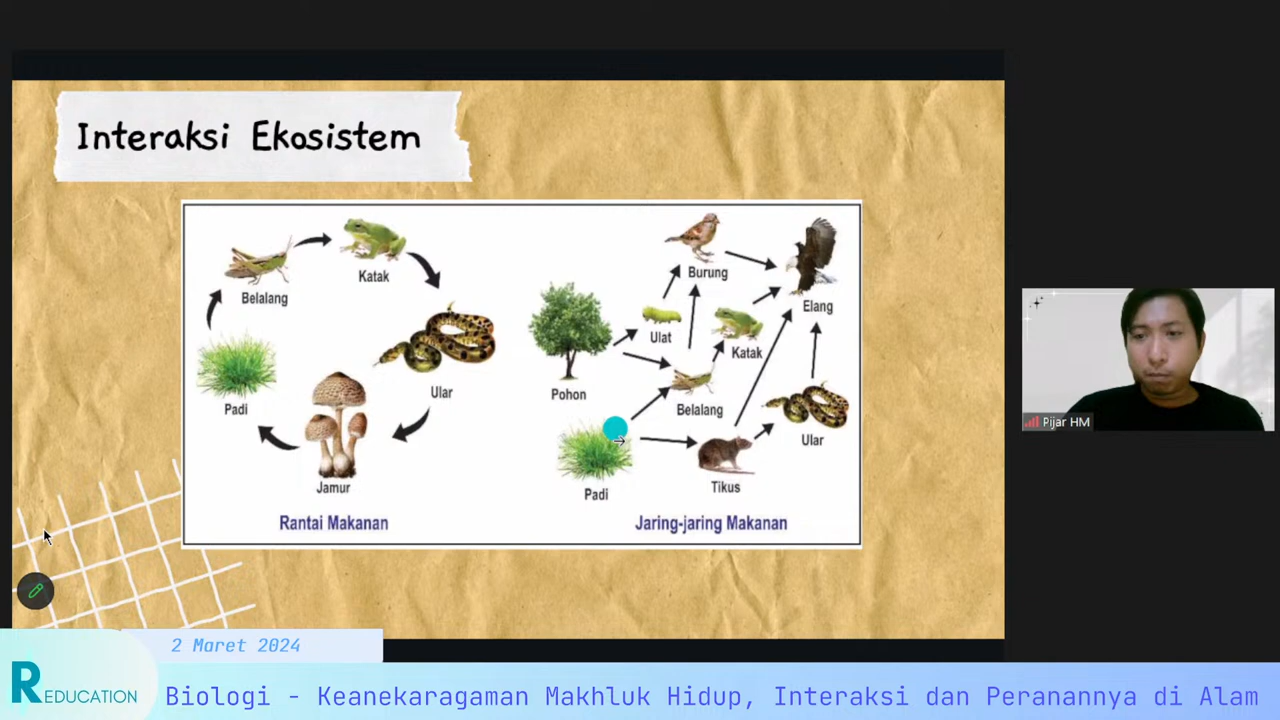 Interaksi Ekosistem
Katak
Belalang
Padi
Ular
Jamur
Rantai Makanan
Burung
Elang
Ulat
Katak
Pohon
Belalang
Ular
Padi
Tikus
Jaring-jaring Makanan
Pijar HM
2 Maret 2024
R EDUCATION
Biologi - Keanekaragaman Makhluk Hidup, Interaksi dan Peranannya di Alam